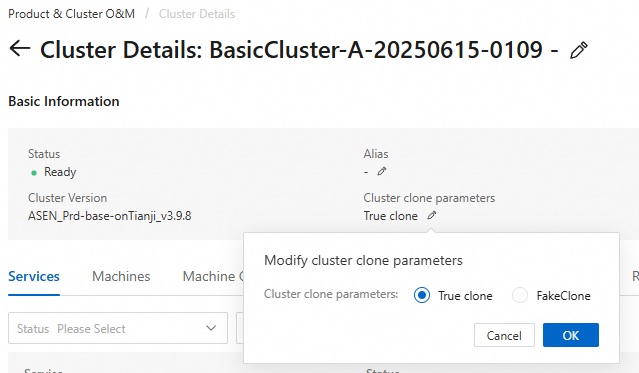 Product & Cluster O&M / Cluster Details
Cluster Details: BasicCluster-A-20250615-0109 -
Basic Information
Status
Alias
Ready
-
Cluster Version
Cluster clone parameters
ASEN_Prd-base-onTianji_v3.9.8
True clone
Modify cluster clone parameters
Cluster clone parameters: True clone FakeClone
Cancel OK
Services Machines Machine
Status Please Select
Service
Status